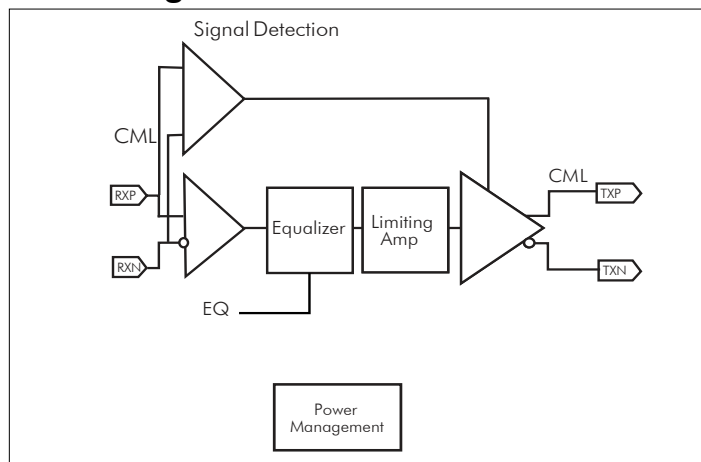 Signal Detection
CML
RXP
RXN
Equalizer
Limiting
Amp
CML
TXP
TXN
EQ
Power
Management